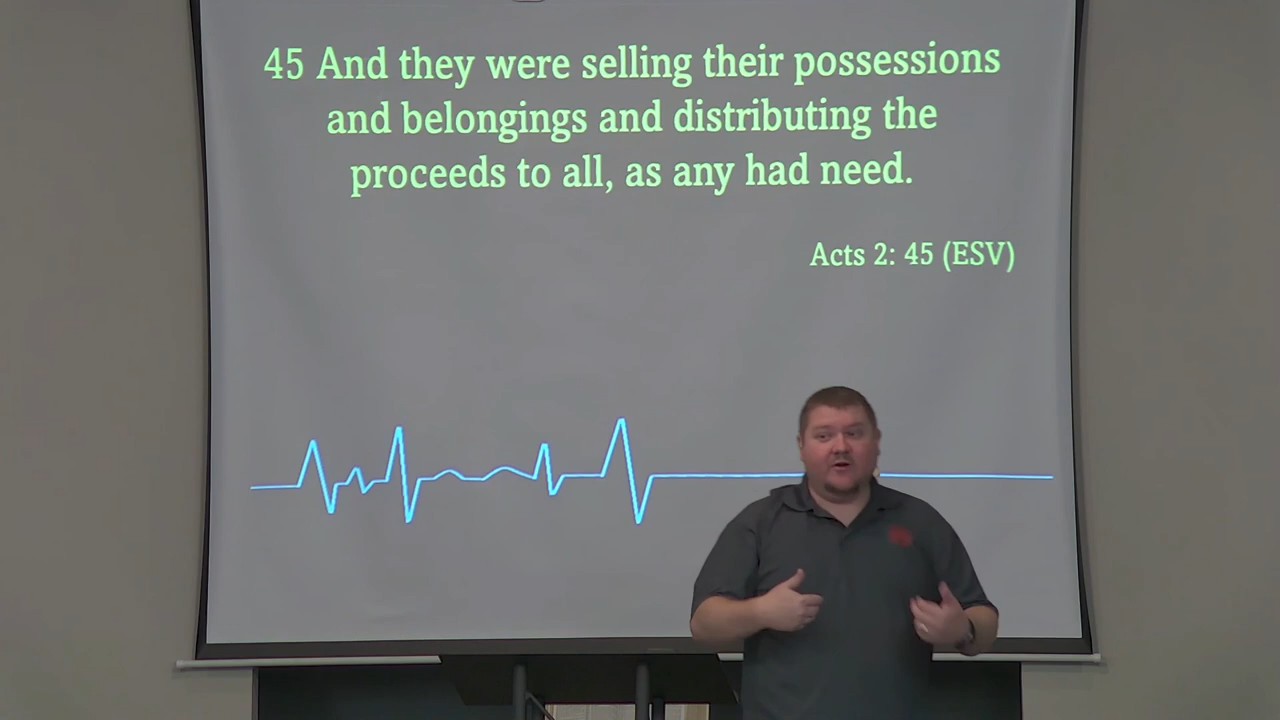 45 And they were selling their possessions
and belongings and distributing the
proceeds to all, as any had need.
Acts 2: 45 (ESV)